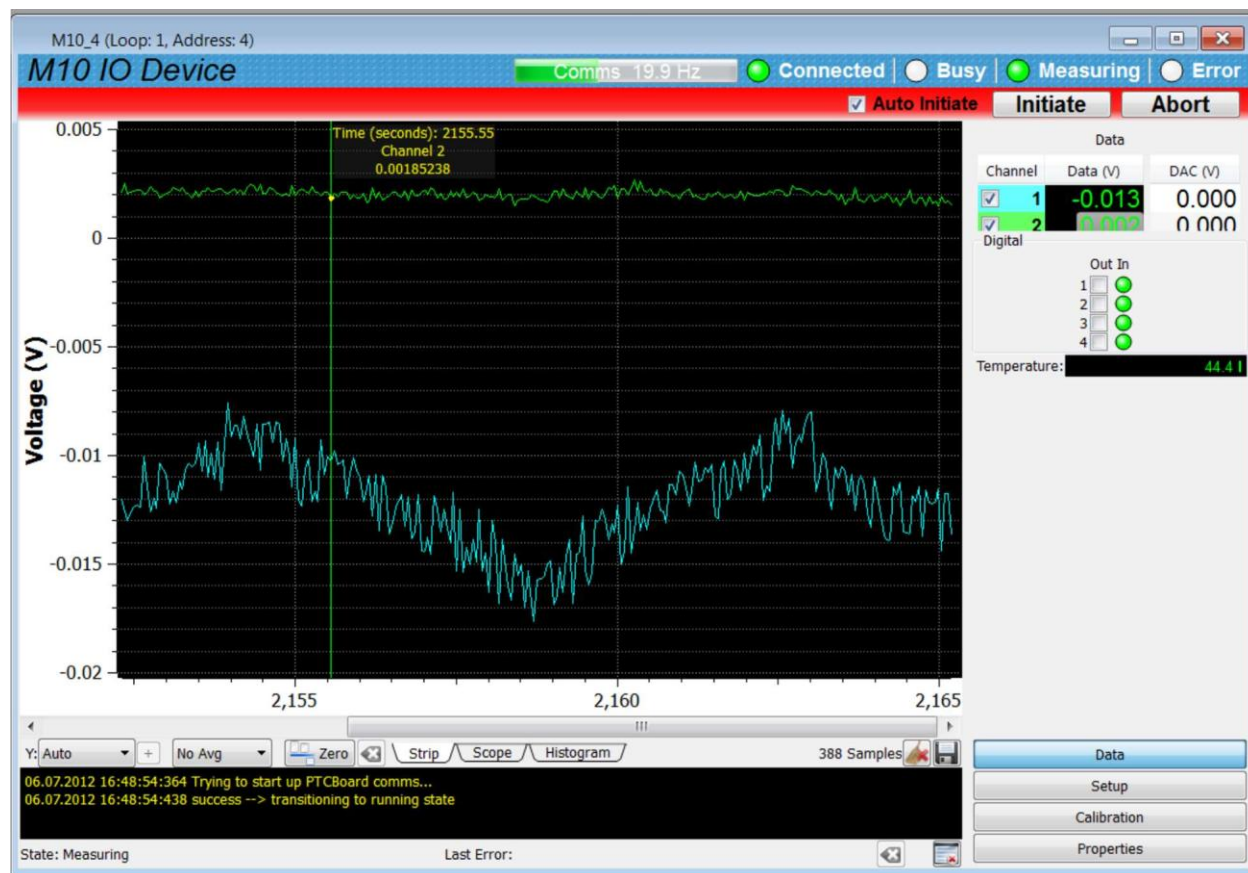 M10_4 (Loop: 1, Address: 4)
M10 IO Device
Comms 19.9 Hz
Connected
Busy
Measuring
Error
Auto Initiate
Initiate
Abort
0.005
0
-0.005
-0.01
-0.015
-0.02
Voltage (V)
Time (seconds): 2155.55
Channel 2
0.00185238
2,155
2,160
2,165
Data
Channel Data (V) DAC (V)
1 -0.013 0.000
2 0.002 0.000
Digital
Out In
1
2
3
4
Temperature: 44.4
Y: Auto
+
No Avg
Zero
Strip
Scope
Histogram
388 Samples
06.07.2012 16:48:54:364 Trying to start up PTCBoard comms...
06.07.2012 16:48:54:438 success --> transitioning to running state
State: Measuring
Last Error:
Data
Setup
Calibration
Properties